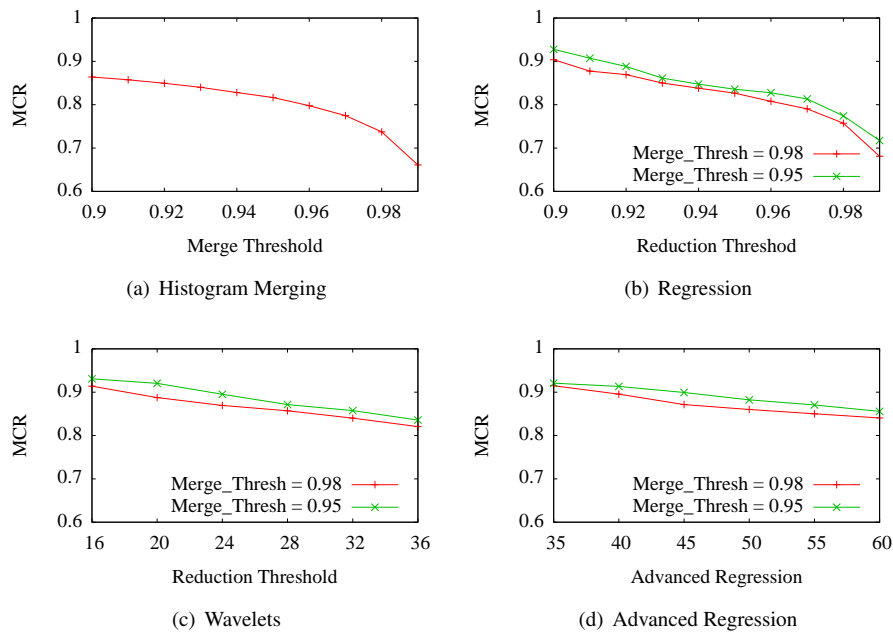 1
0.9
0.8
0.7
0.6
MCR
0.9 0.92 0.94 0.96 0.98
Merge Threshold
(a) Histogram Merging
1
0.9
0.8
0.7
0.6
MCR
Merge_Thresh = 0.98
Merge_Thresh = 0.95
0.9 0.92 0.94 0.96 0.98
Reduction Threshod
(b) Regression
1
0.9
0.8
0.7
0.6
MCR
Merge_Thresh = 0.98
Merge_Thresh = 0.95
16 20 24 28 32 36
Reduction Threshold
(c) Wavelets
1
0.9
0.8
0.7
0.6
MCR
Merge_Thresh = 0.98
Merge_Thresh = 0.95
35 40 45 50 55 60
Advanced Regression
(d) Advanced Regression